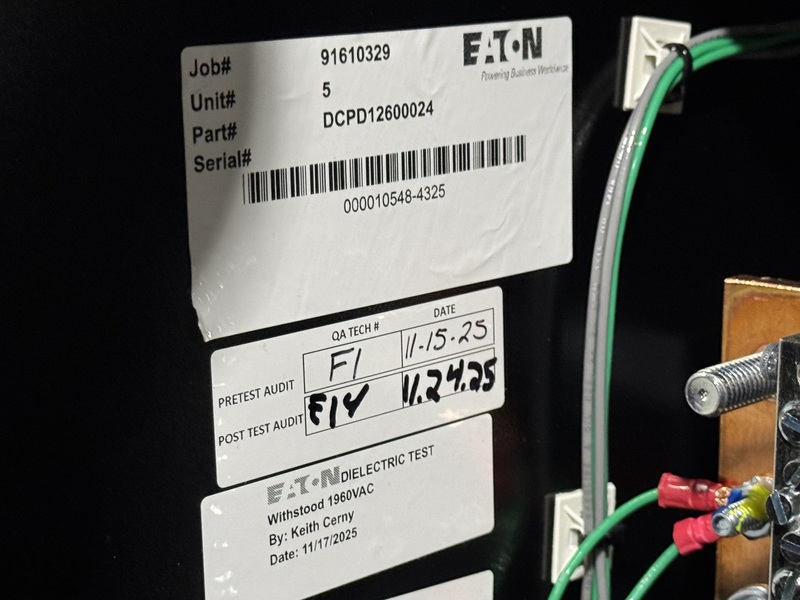 Job# 91610329
EATON
Powering Business Worldwide
Unit# 5
Part# DCPD12600024
Serial#
000010548-4325
QA TECH # DATE
PRETEST AUDIT F1 11-15-25
POST TEST AUDIT F14 11.24.25
EATON DIELECTRIC TEST
Withstood 1960VAC
By: Keith Cerny
Date: 11/17/2025